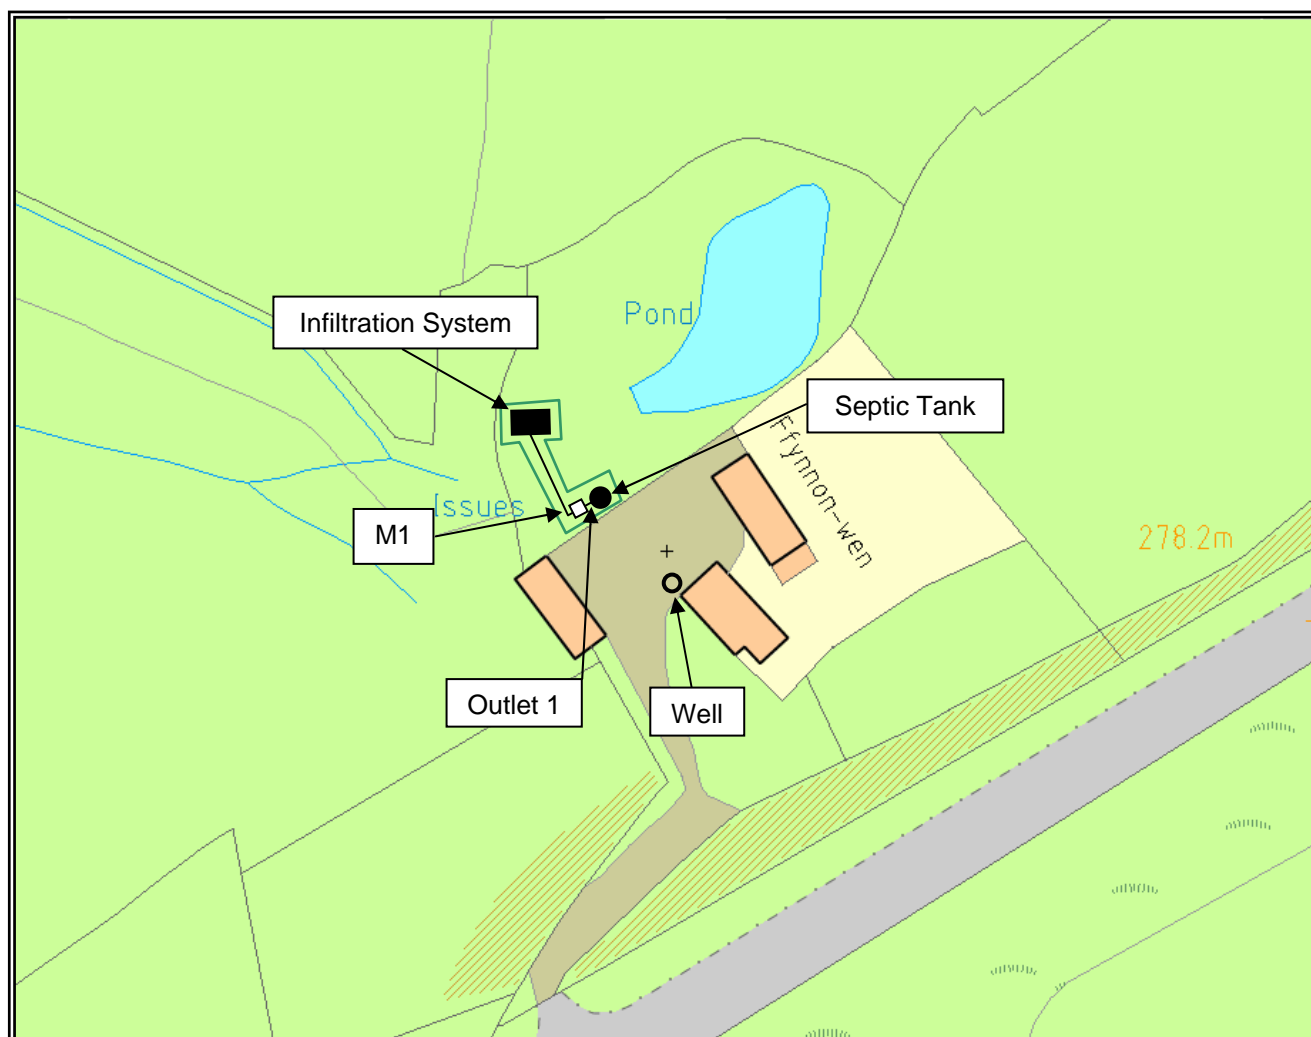 Infiltration System
Pond
Septic Tank
Ffynnon-wen
Issues
M1
278.2m
Outlet 1
Well